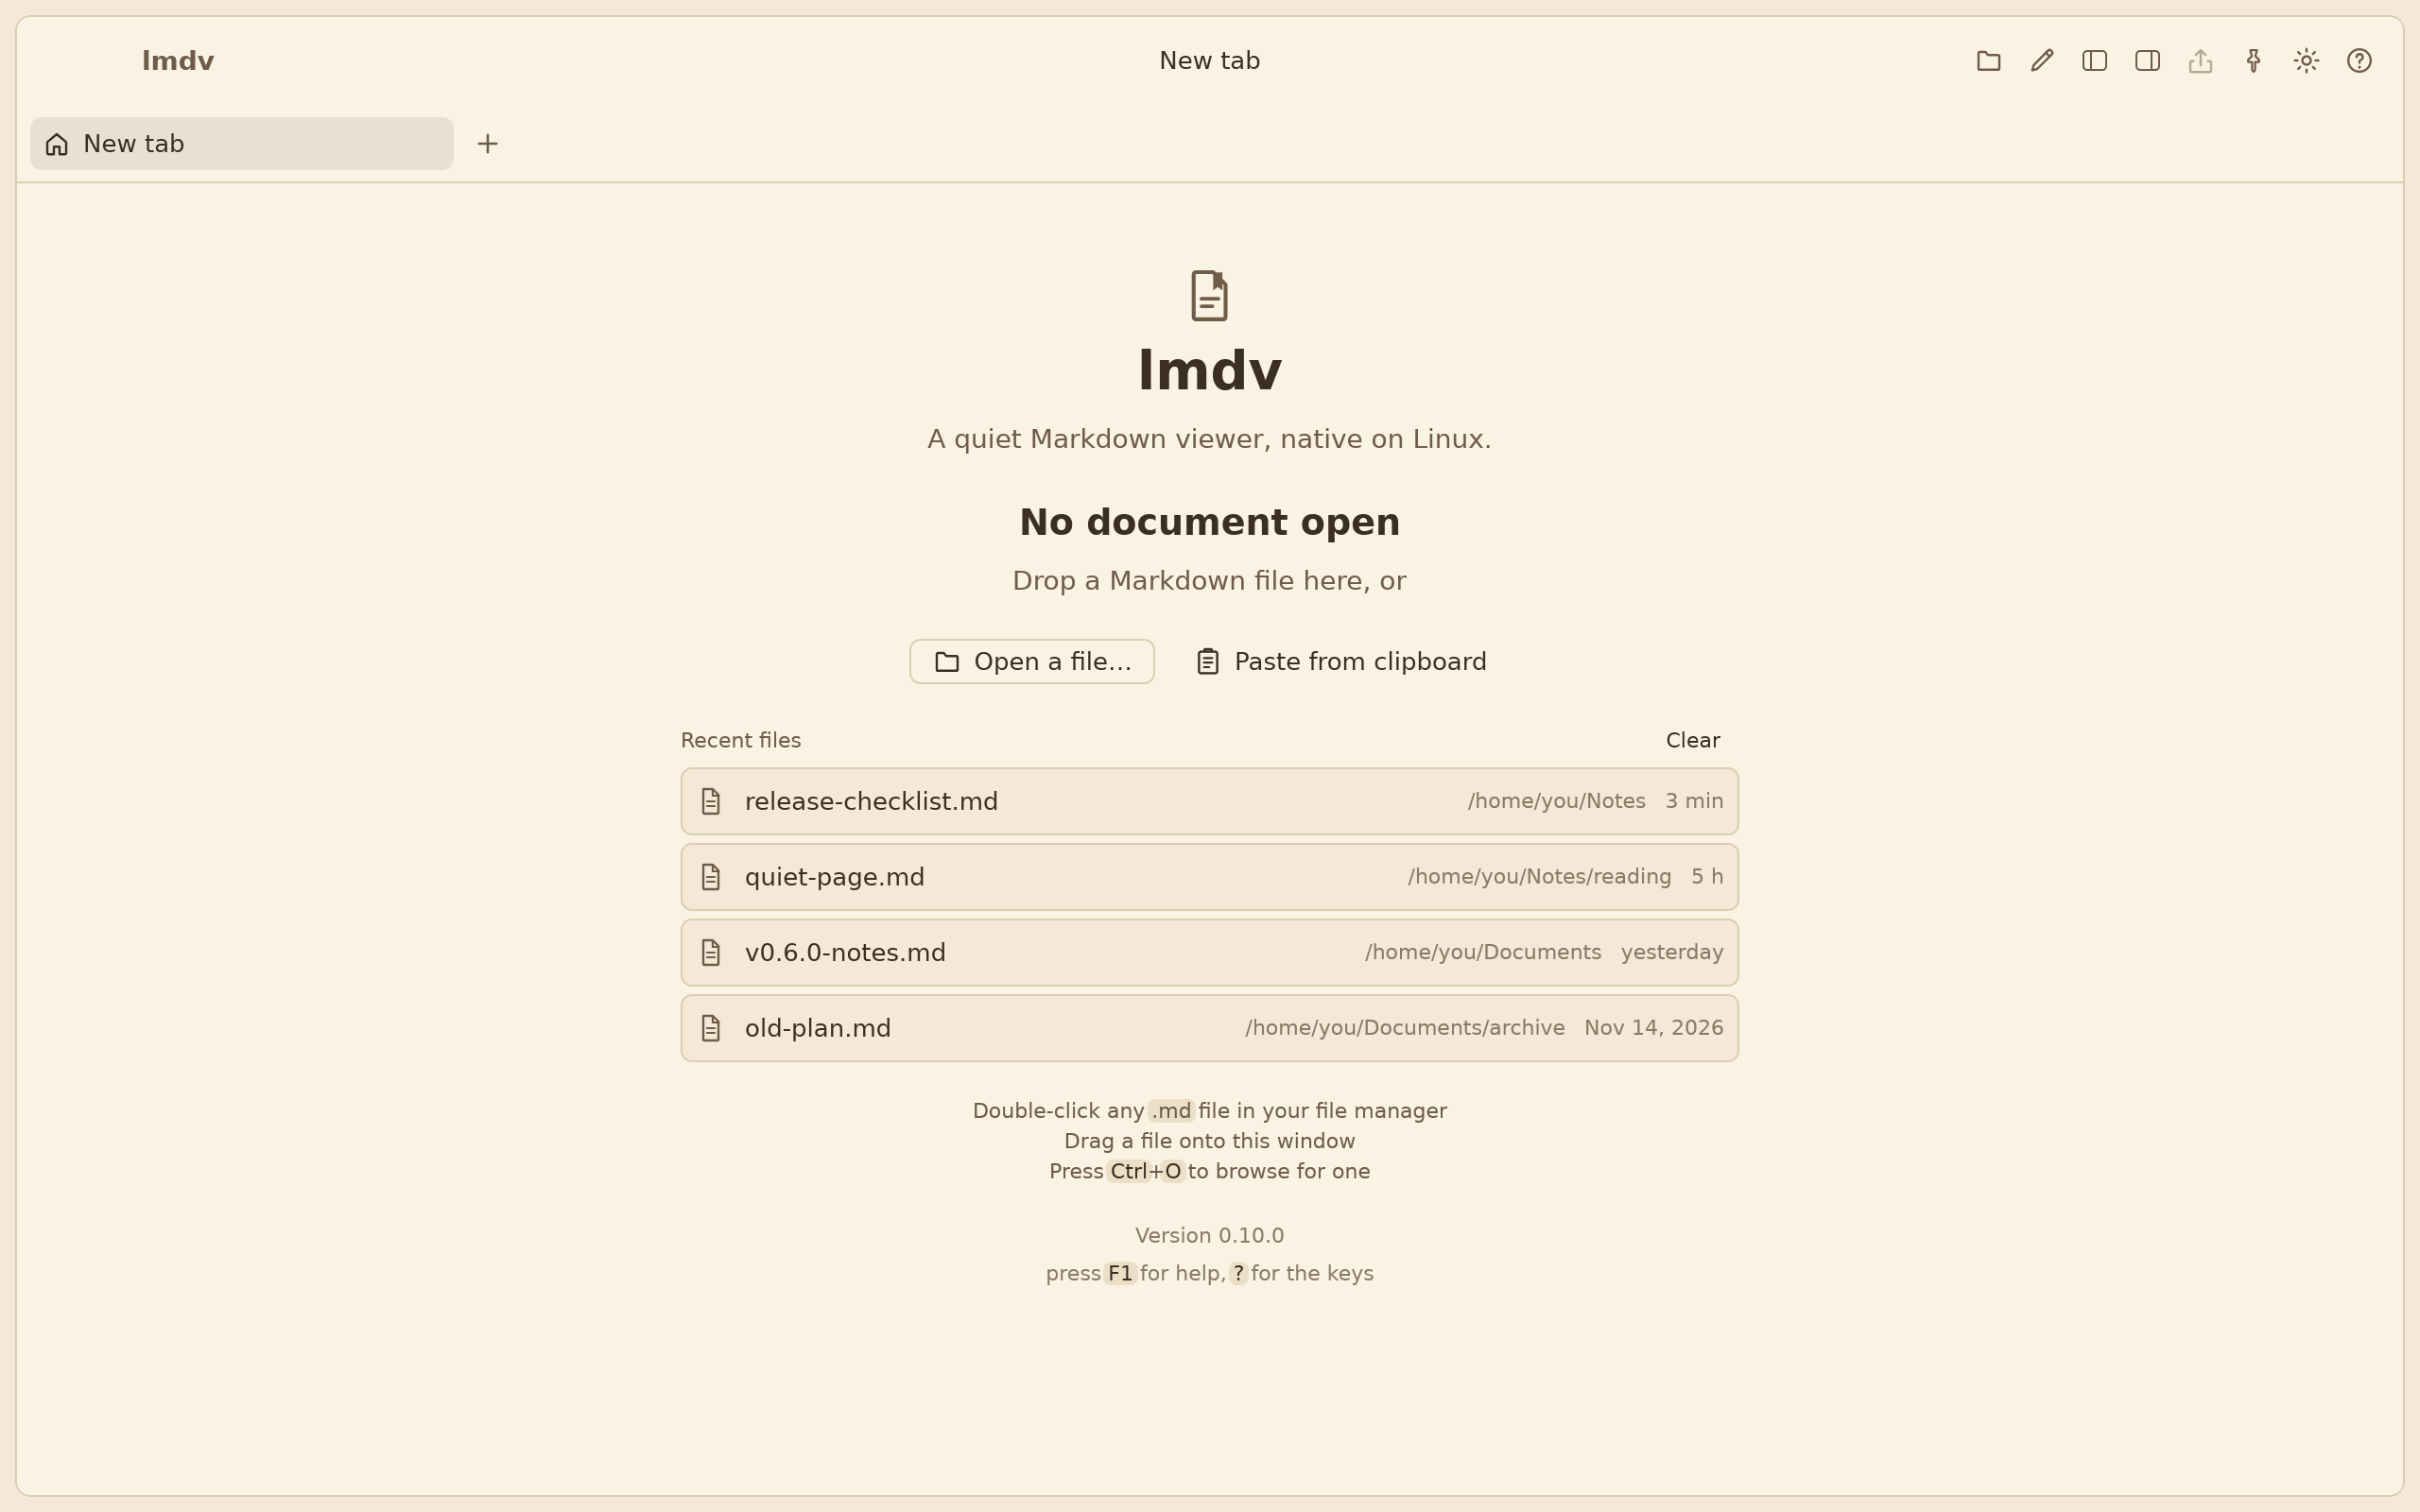 lmdv
New tab
New tab
lmdv
A quiet Markdown viewer, native on Linux.
No document open
Drop a Markdown file here, or
Open a file…
Paste from clipboard
Recent files
Clear
release-checklist.md /home/you/Notes 3 min
quiet-page.md /home/you/Notes/reading 5 h
v0.6.0-notes.md /home/you/Documents yesterday
old-plan.md /home/you/Documents/archive Nov 14, 2026
Double-click any .md file in your file manager
Drag a file onto this window
Press Ctrl+O to browse for one
Version 0.10.0
press F1 for help, ? for the keys